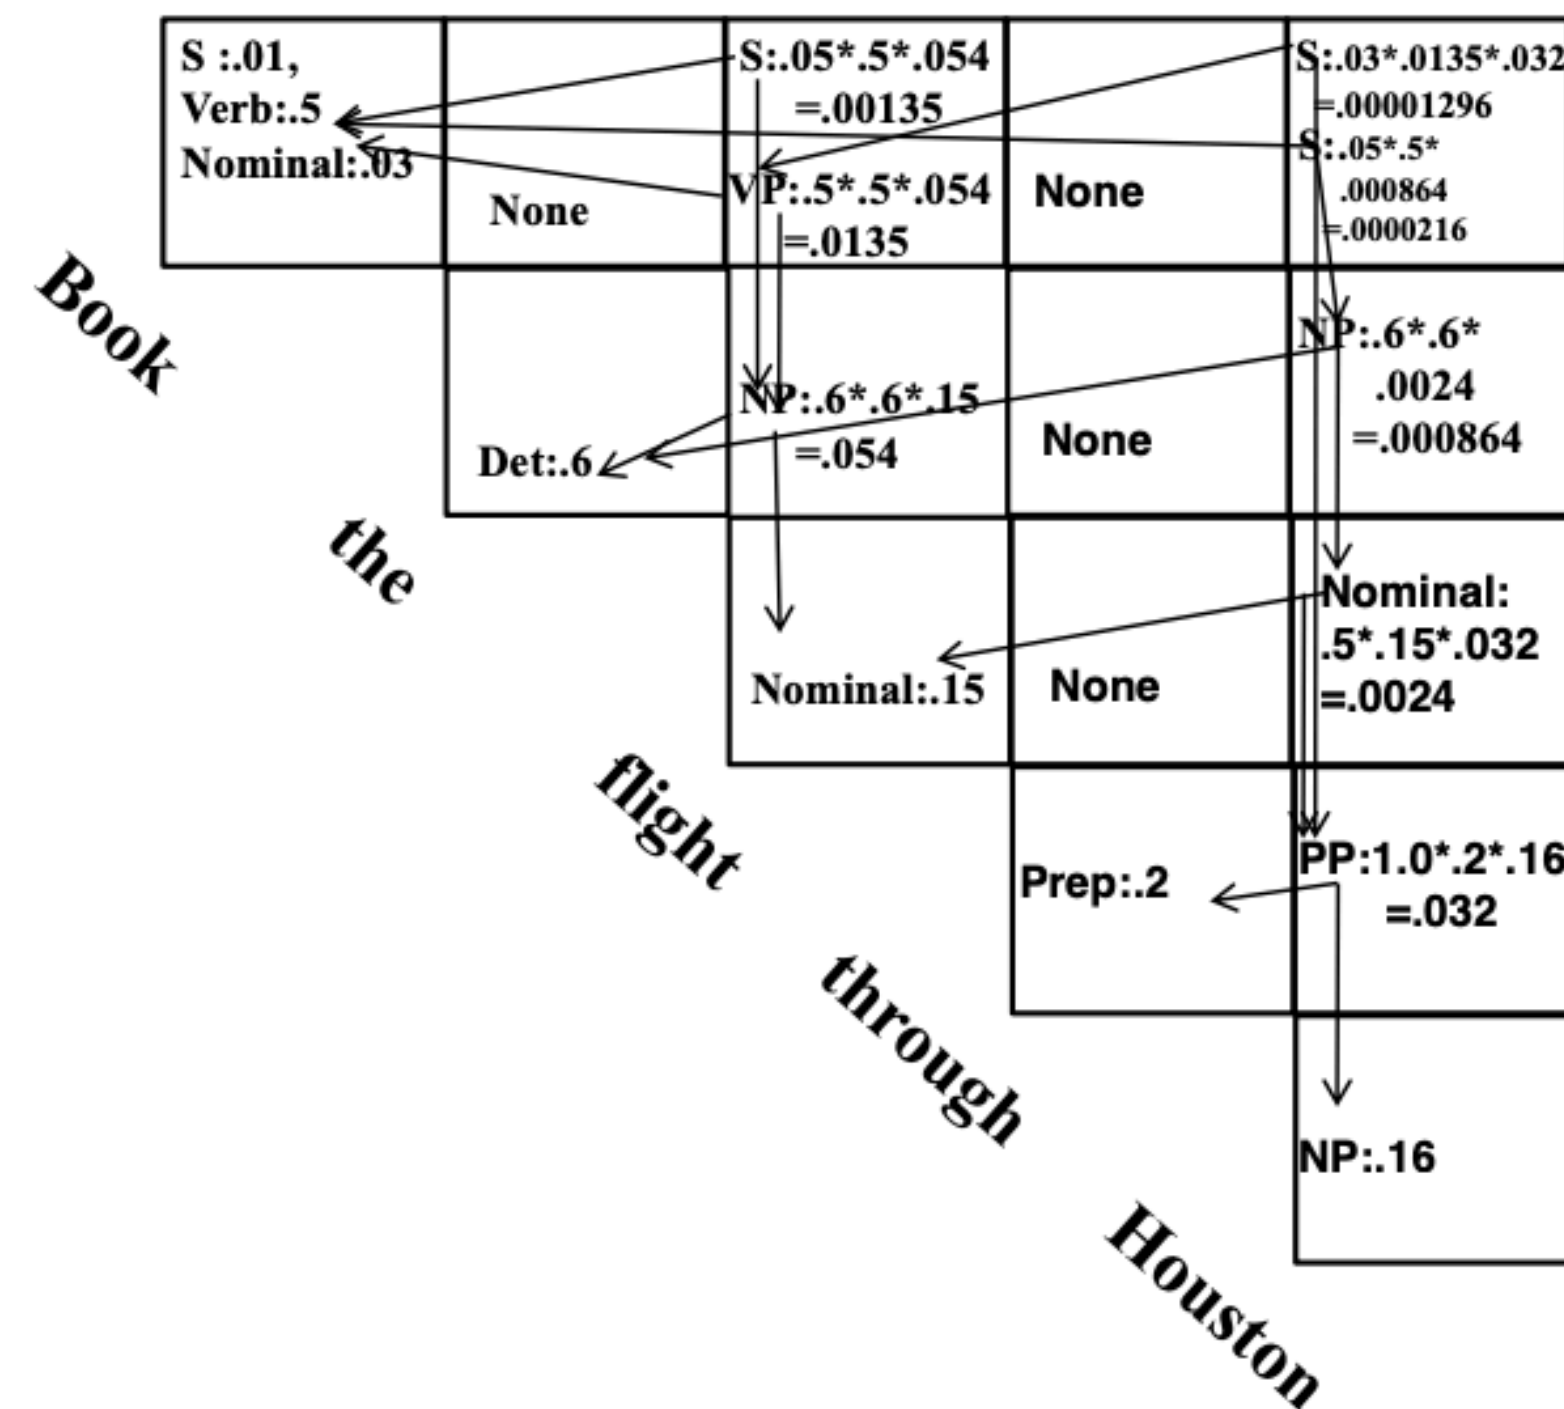 S :.01,
Verb:.5
Nominal:.03
None
S:.05*.5*.054
=.00135
VP:.5*.5*.054
=.0135
None
S:.03*.0135*.032
=.00001296
S:.05*.5*
.000864
=.0000216
Book
Det:.6
NP:.6*.6*.15
=.054
None
NP:.6*.6*
.0024
=.000864
the
Nominal:.15
None
Nominal:
.5*.15*.032
=.0024
flight
Prep:.2
PP:1.0*.2*.16
=.032
through
NP:.16
Houston